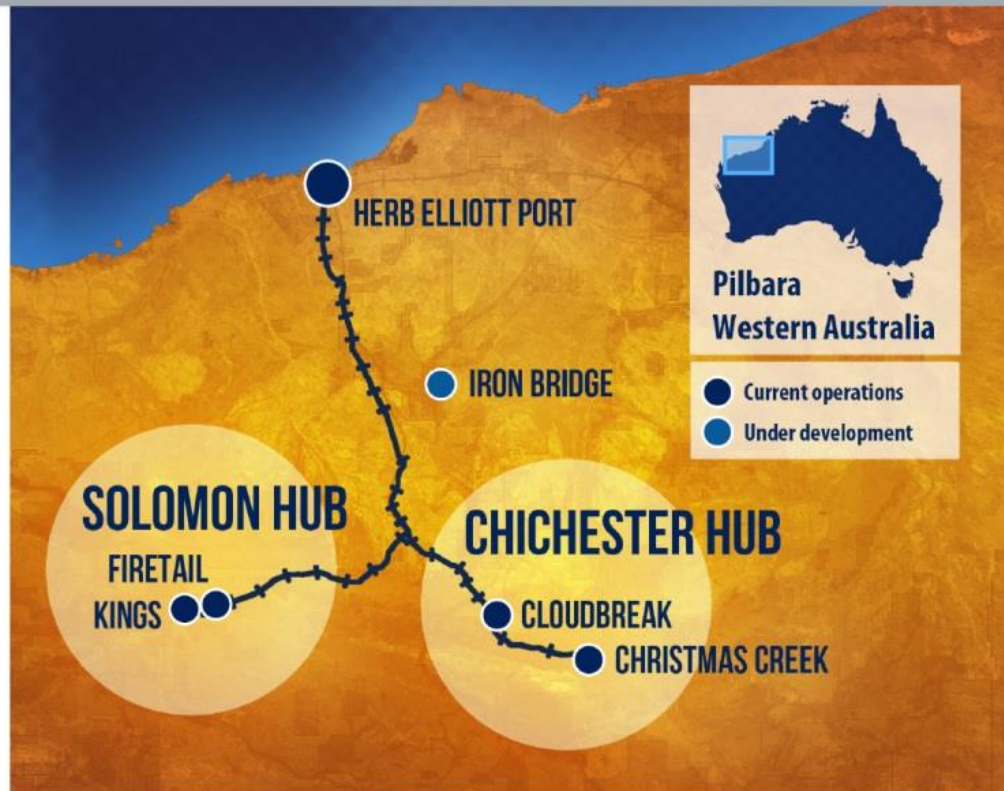 HERB ELLIOTT PORT
Pilbara
Western Australia
IRON BRIDGE
Current operations
Under development
SOLOMON HUB
FIRETAIL
KINGS
CHICHESTER HUB
CLOUDBREAK
CHRISTMAS CREEK